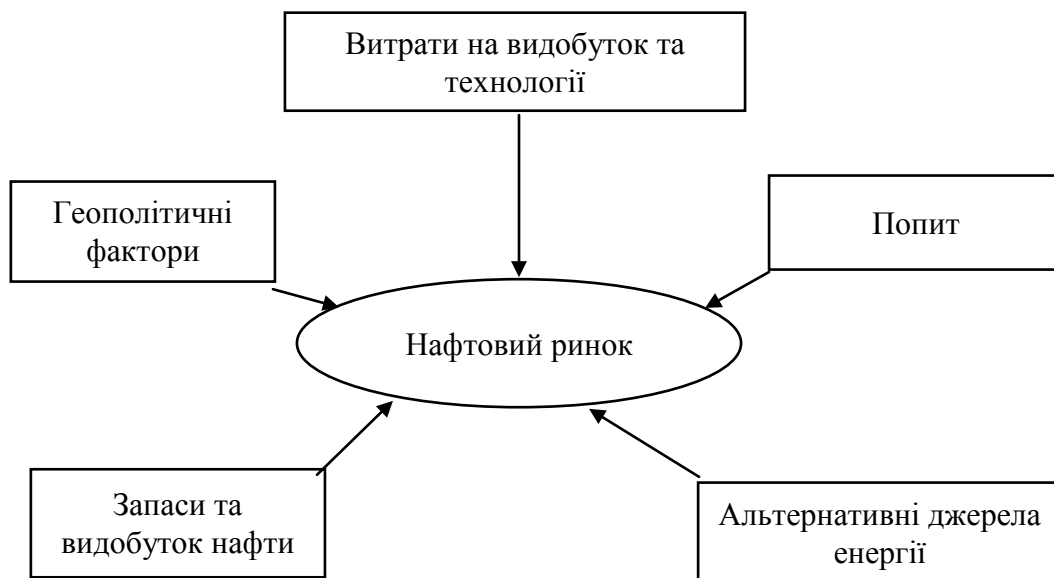 Витрати на видобуток та
технології
Геополітичні
фактори
Попит
Нафтовий ринок
Запаси та
видобуток нафти
Альтернативні джерела
енергії